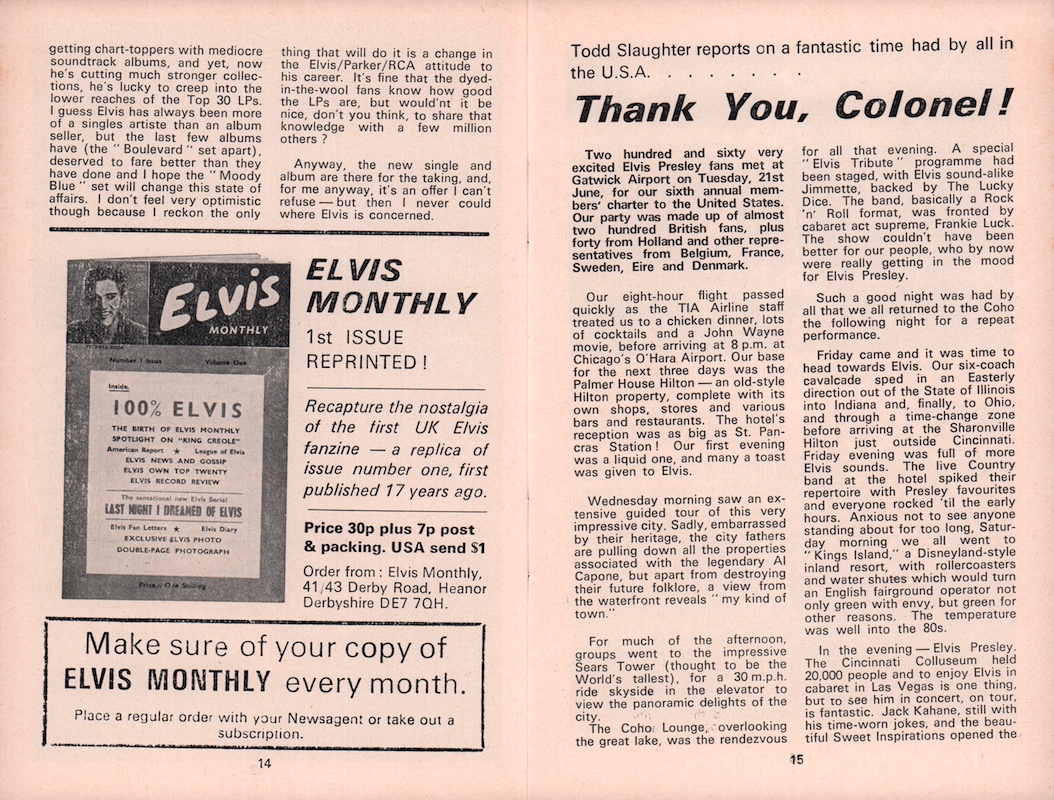 getting chart-toppers with mediocre
soundtrack albums, and yet, now
he's cutting much stronger collec-
tions, he's lucky to creep into the
lower reaches of the Top 30 LPs.
I guess Elvis has always been more
of a singles artiste than an album
seller, but the last few albums
have (the " Boulevard " set apart),
deserved to fare better than they
have done and I hope the " Moody
Blue " set will change this state of
affairs. I don't feel very optimistic
though because I reckon the only
thing that will do it is a change in
the Elvis/Parker/RCA attitude to
his career. It's fine that the dyed-
in-the-wool fans know how good
the LPs are, but would'nt it be
nice, don't you think, to share that
knowledge with a few million
others ?
Anyway, the new single and
album are there for the taking, and,
for me anyway, it's an offer I can't
refuse — but then I never could
where Elvis is concerned.
ELVIS
MONTHLY
Number 1 Issue Volume One
Inside.
100% ELVIS
THE BIRTH OF ELVIS MONTHLY
SPOTLIGHT ON "KING CREOLE"
American Report ★ League of Elvis
ELVIS NEWS AND GOSSIP
ELVIS OWN TOP TWENTY
ELVIS RECORD REVIEW
The sensational new Elvis Serial
LAST NIGHT I DREAMED OF ELVIS
Elvis Fan Letters ★ Elvis Diary
EXCLUSIVE ELVIS PHOTO
DOUBLE-PAGE PHOTOGRAPH
Price : One Shilling
ELVIS
MONTHLY
1st ISSUE
REPRINTED !
Recapture the nostalgia
of the first UK Elvis
fanzine — a replica of
issue number one, first
published 17 years ago.
Price 30p plus 7p post
& packing. USA send $1
Order from : Elvis Monthly,
41/43 Derby Road, Heanor
Derbyshire DE7 7QH.
Make sure of your copy of
ELVIS MONTHLY every month.
Place a regular order with your Newsagent or take out a
subscription.
14
Todd Slaughter reports on a fantastic time had by all in
the U.S.A. . . . . . . . .
Thank You, Colonel!
Two hundred and sixty very
excited Elvis Presley fans met at
Gatwick Airport on Tuesday, 21st
June, for our sixth annual mem-
bers' charter to the United States.
Our party was made up of almost
two hundred British fans, plus
forty from Holland and other repre-
sentatives from Belgium, France,
Sweden, Eire and Denmark.
Our eight-hour flight passed
quickly as the TIA Airline staff
treated us to a chicken dinner, lots
of cocktails and a John Wayne
movie, before arriving at 8 p.m. at
Chicago's O'Hara Airport. Our base
for the next three days was the
Palmer House Hilton — an old-style
Hilton property, complete with its
own shops, stores and various
bars and restaurants. The hotel's
reception was as big as St. Pan-
cras Station ! Our first evening
was a liquid one, and many a toast
was given to Elvis.
Wednesday morning saw an ex-
tensive guided tour of this very
impressive city. Sadly, embarrassed
by their heritage, the city fathers
are pulling down all the properties
associated with the legendary Al
Capone, but apart from destroying
their future folklore, a view from
the waterfront reveals " my kind of
town."
For much of the afternoon,
groups went to the impressive
Sears Tower (thought to be the
World's tallest), for a 30 m.p.h.
ride skyside in the elevator to
view the panoramic delights of the
city.
The Coho Lounge, overlooking
the great lake, was the rendezvous
for all that evening. A special
" Elvis Tribute " programme had
been staged, with Elvis sound-alike
Jimmette, backed by The Lucky
Dice. The band, basically a Rock
'n' Roll format, was fronted by
cabaret act supreme, Frankie Luck.
The show couldn't have been
better for our people, who by now
were really getting in the mood
for Elvis Presley.
Such a good night was had by
all that we all returned to the Coho
the following night for a repeat
performance.
Friday came and it was time to
head towards Elvis. Our six-coach
cavalcade sped in an Easterly
direction out of the State of Illinois
into Indiana and, finally, to Ohio,
and through a time-change zone
before arriving at the Sharonville
Hilton just outside Cincinnati.
Friday evening was full of more
Elvis sounds. The live Country
band at the hotel spiked their
repertoire with Presley favourites
and everyone rocked 'til the early
hours. Anxious not to see anyone
standing about for too long, Satur-
day morning we all went to
" Kings Island," a Disneyland-style
inland resort, with rollercoasters
and water shutes which would turn
an English fairground operator not
only green with envy, but green for
other reasons. The temperature
was well into the 80s.
In the evening — Elvis Presley.
The Cincinnati Colluseum held
20,000 people and to enjoy Elvis in
cabaret in Las Vegas is one thing,
but to see him in concert, on tour,
is fantastic. Jack Kahane, still with
his time-worn jokes, and the beau-
tiful Sweet Inspirations opened the
15